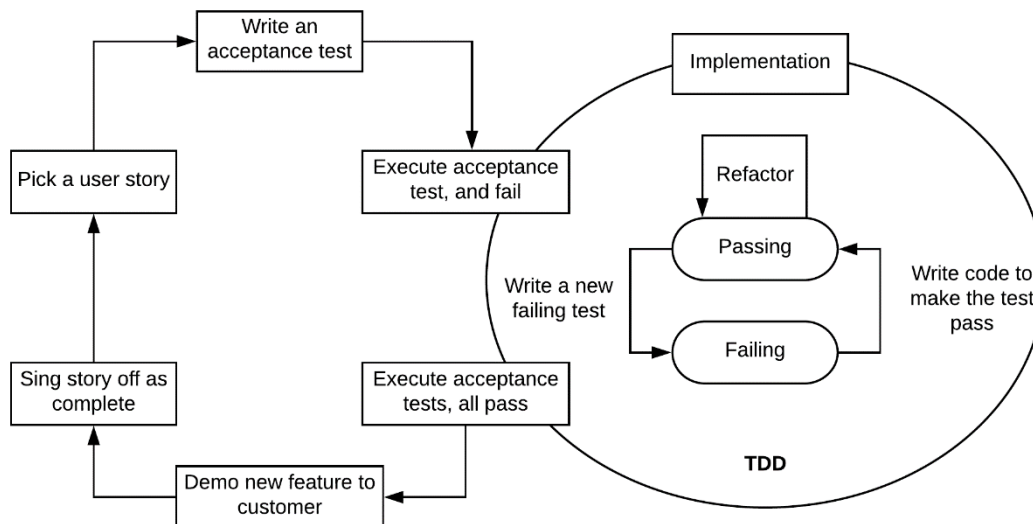 Write an
acceptance test
Implementation
Pick a user story
Execute acceptance
test, and fail
Refactor
Passing
Write a new
failing test
Write code to
make the test
pass
Failing
Sing story off as
complete
Execute acceptance
tests, all pass
TDD
Demo new feature to
customer